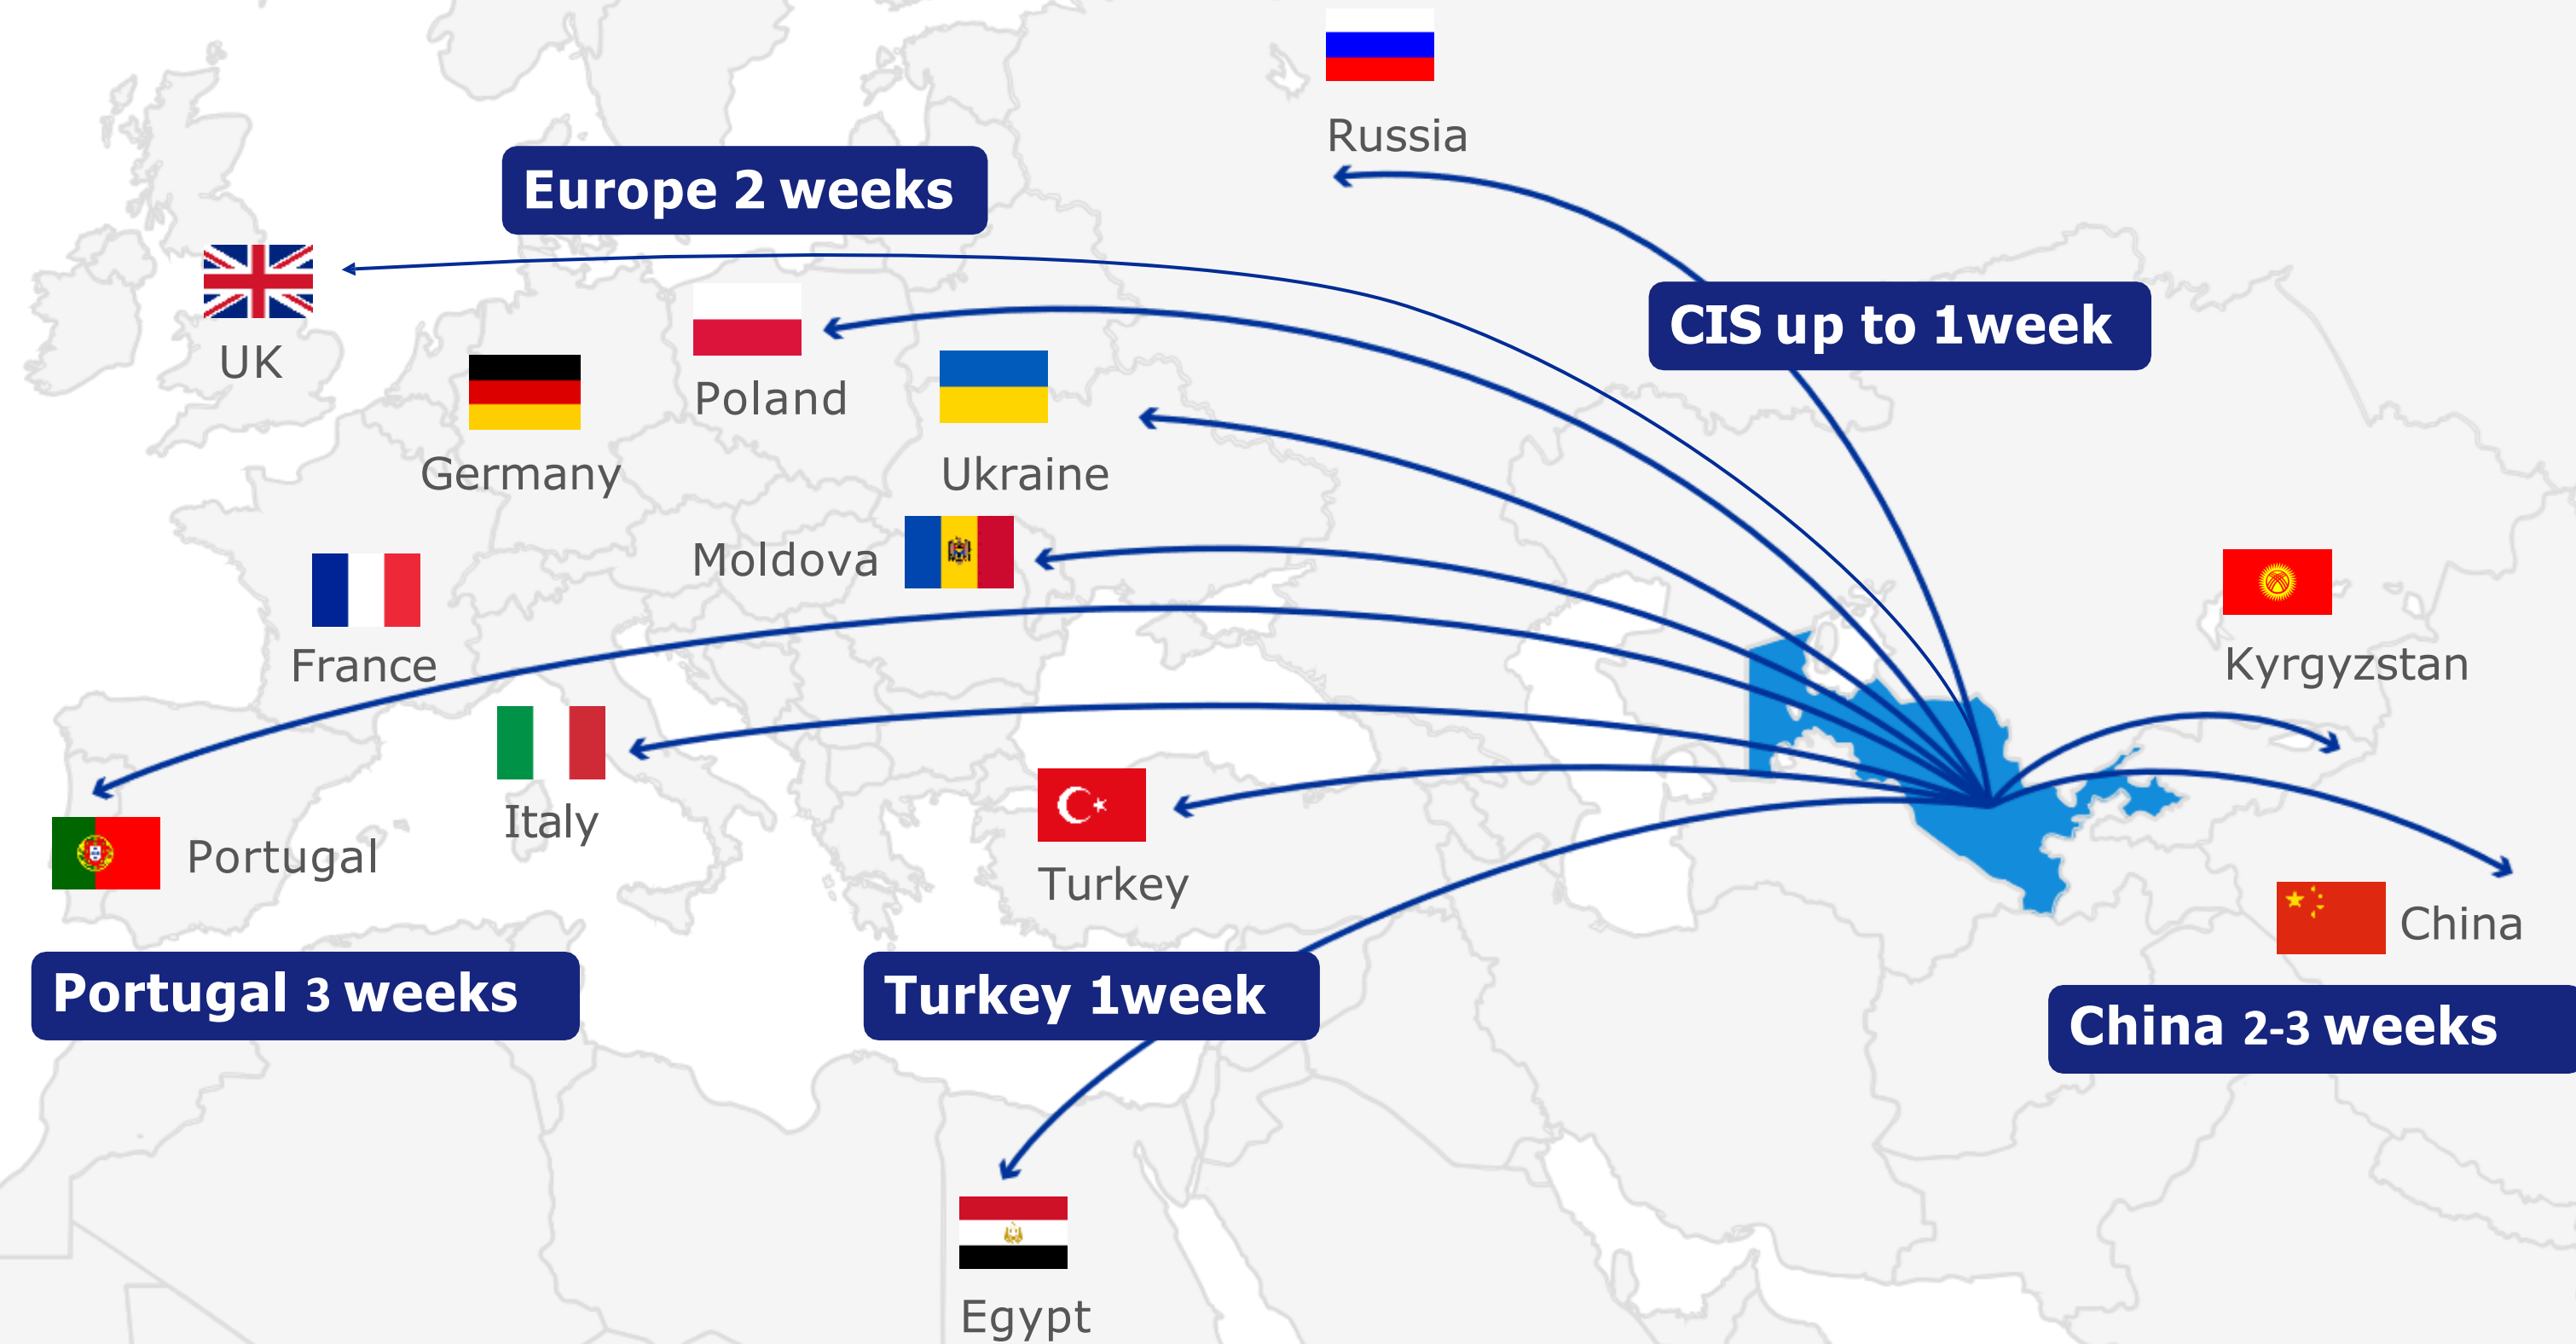 Russia
Europe 2 weeks
UK
CIS up to 1week
Poland
Germany
Ukraine
Moldova
France
Kyrgyzstan
Italy
Portugal
Turkey
China
Portugal 3 weeks
Turkey 1week
China 2-3 weeks
Egypt